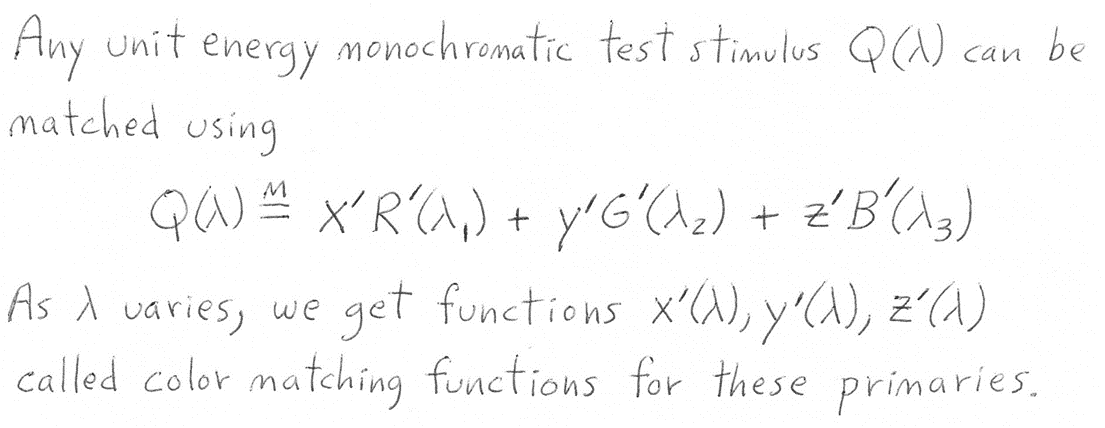 Any unit energy monochromatic test stimulus Q(λ) can be
matched using
Q(λ) ≝ᴹ x'R'(λ₁) + y'G'(λ₂) + z'B'(λ₃)
As λ varies, we get functions x'(λ), y'(λ), z'(λ)
called color matching functions for these primaries.